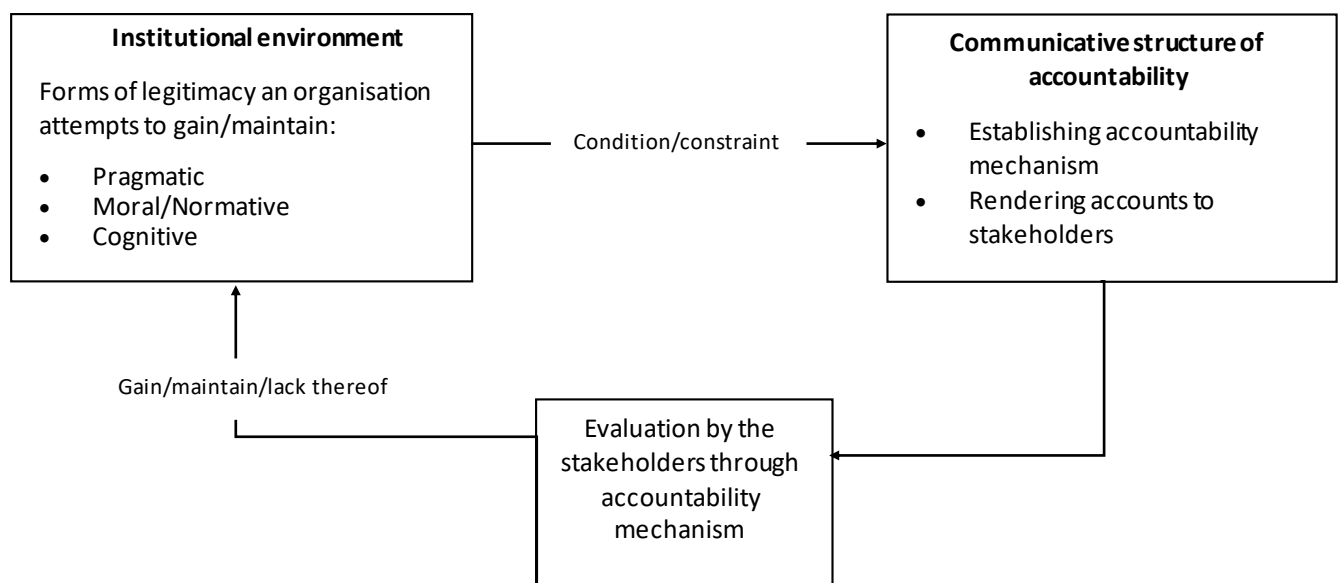 Institutional environment
Forms of legitimacy an organisation
attempts to gain/maintain:
• Pragmatic
• Moral/Normative
• Cognitive
Condition/constraint
Communicative structure of
accountability
• Establishing accountability
mechanism
• Rendering accounts to
stakeholders
Gain/maintain/lack thereof
Evaluation by the
stakeholders through
accountability
mechanism